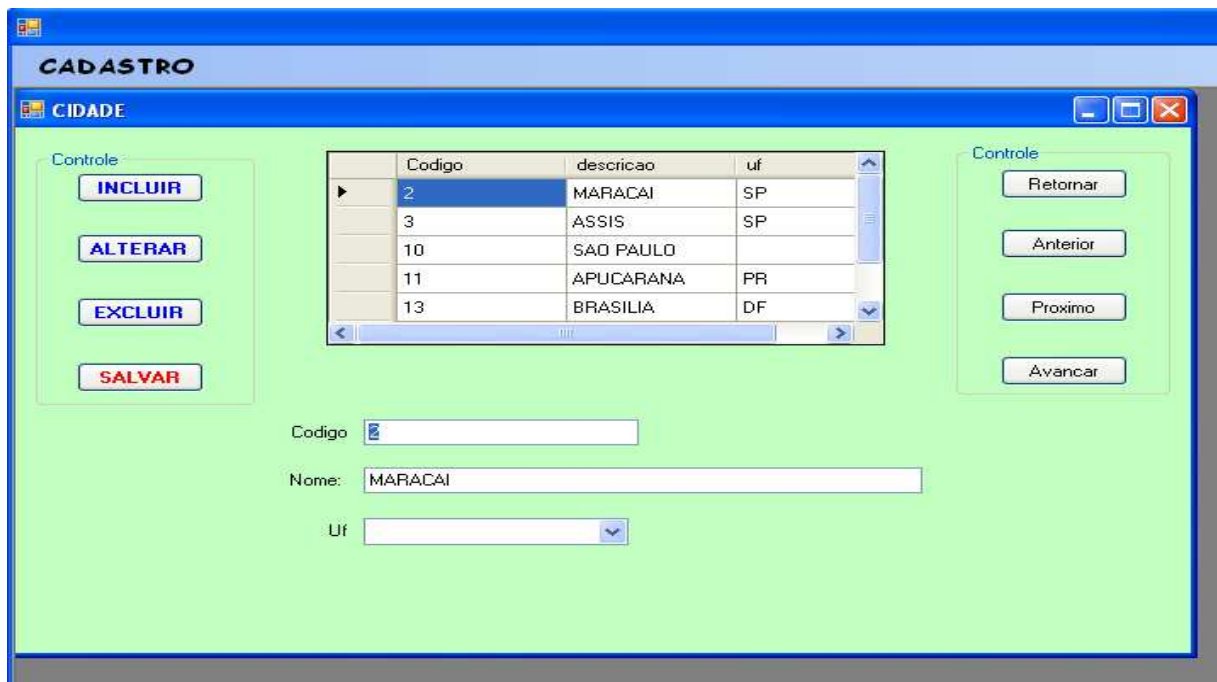 CADASTRO
CIDADE
Controle
INCLUIR
ALTERAR
EXCLUIR
SALVAR
Codigo descricao uf
2 MARACAI SP
3 ASSIS SP
10 SAO PAULO
11 APUCARANA PR
13 BRASILIA DF
Controle
Retornar
Anterior
Proximo
Avancar
Codigo 2
Nome: MARACAI
Uf